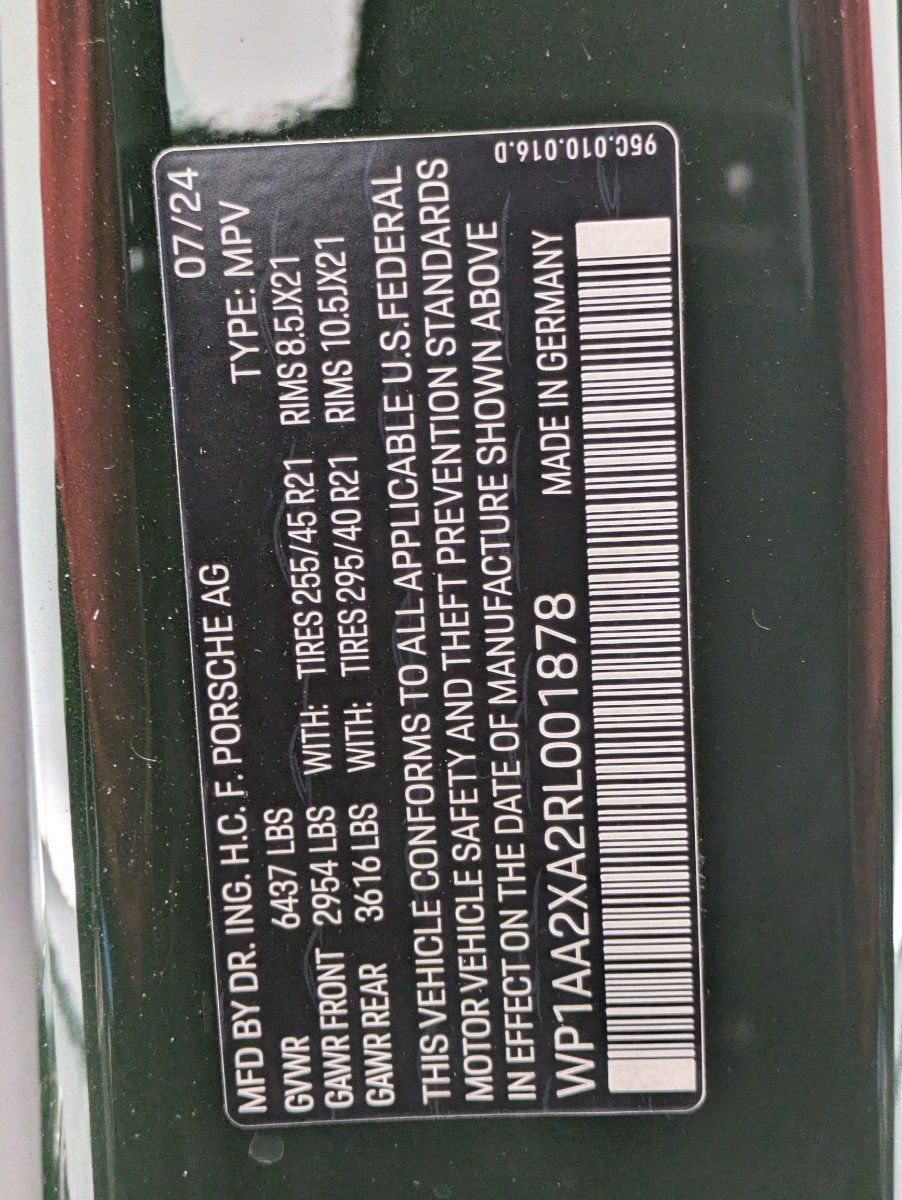 MFD BY DR. ING. H.C. F. PORSCHE AG 07/24
GVWR 6437 LBS TYPE: MPV
GAWR FRONT 2954 LBS WITH: TIRES 255/45 R21 RIMS 8.5JX21
GAWR REAR 3616 LBS WITH: TIRES 295/40 R21 RIMS 10.5JX21
THIS VEHICLE CONFORMS TO ALL APPLICABLE U.S.FEDERAL
MOTOR VEHICLE SAFETY AND THEFT PREVENTION STANDARDS
IN EFFECT ON THE DATE OF MANUFACTURE SHOWN ABOVE
WP1AA2XA2RL001878 MADE IN GERMANY
95C.010.016.D